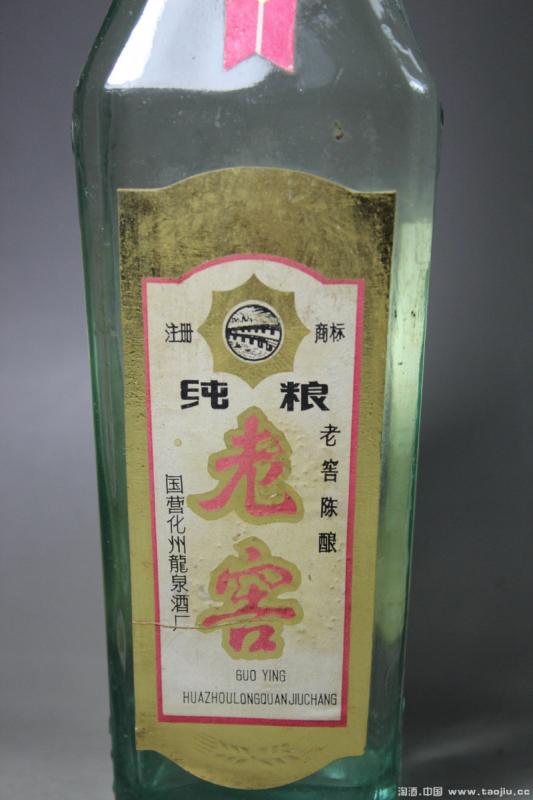 注册 商标
纯粮
老窖
老窖陈酿
国营化州龍泉酒厂
GUO YING
HUAZHOULONGQUANJIUCHANG
淘酒.中国 www.taojiu.cc